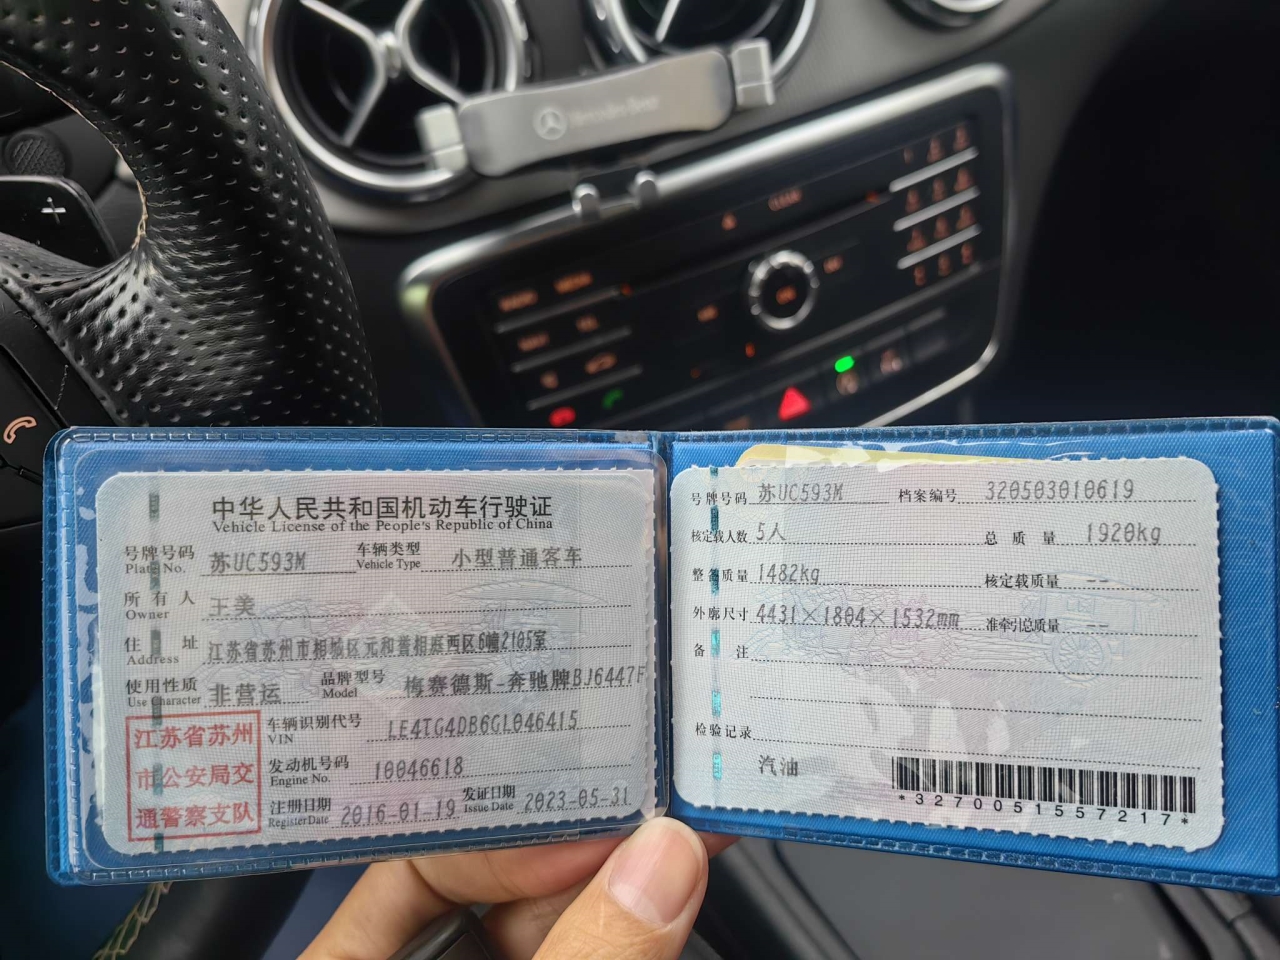 Mercedes-Benz
CLEAR
中华人民共和国机动车行驶证
Vehicle License of the People's Republic of China
号牌号码 Plate No. 苏UC593M 车辆类型 Vehicle Type 小型普通客车
所有人 Owner 王美
住址 Address 江苏省苏州市相城区元和普相庭西区6幢2105室
使用性质 Use Character 非营运 品牌型号 Model 梅赛德斯-奔驰牌BJ6447F
江苏省苏州
市公安局交
通警察支队
车辆识别代号 VIN LE4TG4DB6GL046415
发动机号码 Engine No. 10046618
注册日期 Register Date 2016-01-19 发证日期 Issue Date 2023-05-31
号牌号码 苏UC593M 档案编号 320503010619
核定载人数 5人 总质量 1920kg
整备质量 1482kg 核定载质量 --
外廓尺寸 4431×1804×1532mm 准牵引总质量 --
备注
检验记录
汽油
*3270051557217*